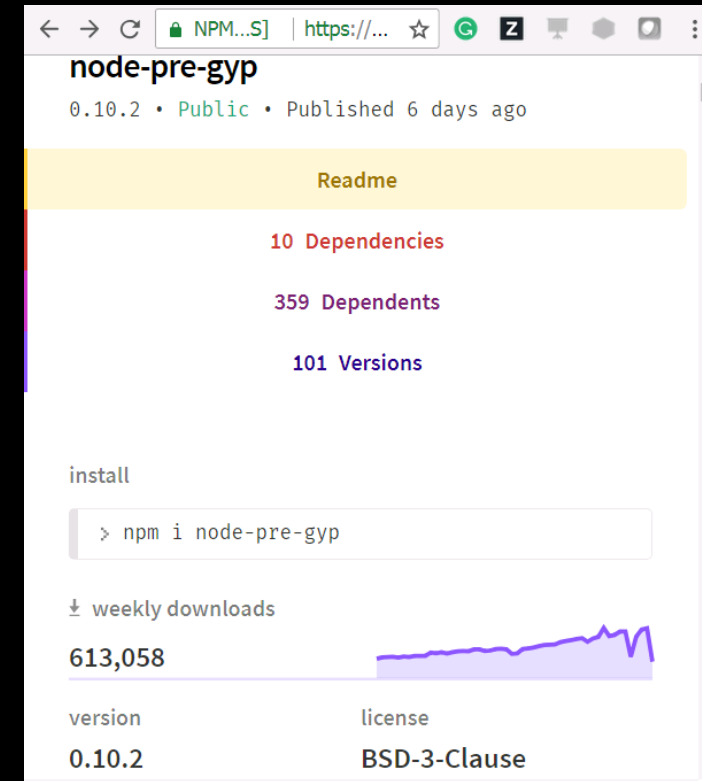 NPM...S] | https://...
node-pre-gyp
0.10.2 • Public • Published 6 days ago
Readme
10 Dependencies
359 Dependents
101 Versions
install
> npm i node-pre-gyp
weekly downloads
613,058
version license
0.10.2 BSD-3-Clause